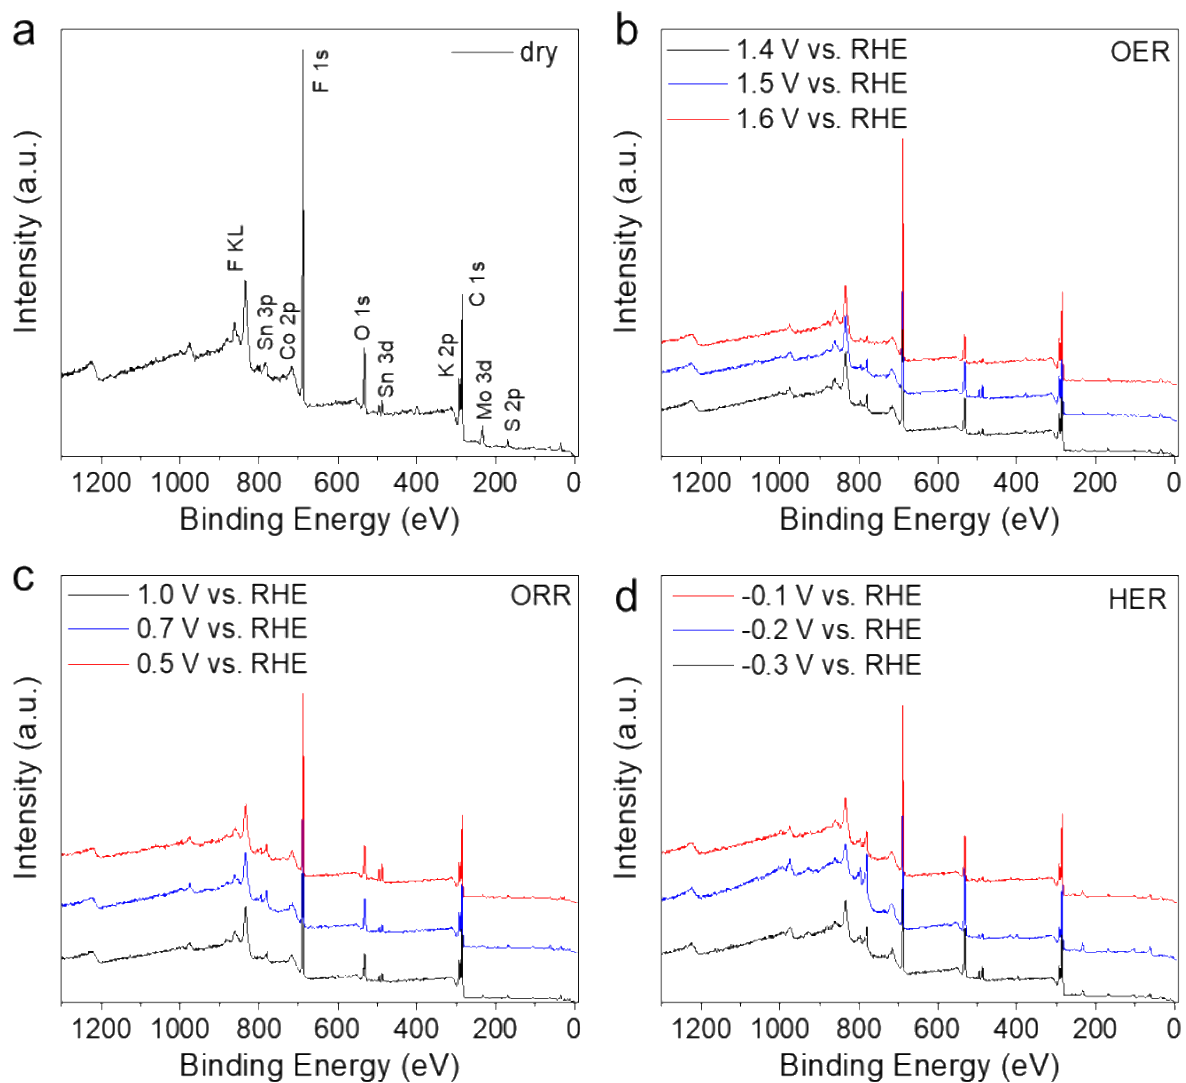 a
dry
F 1s
F KL
Sn 3p
Co 2p
O 1s
Sn 3d
K 2p
C 1s
Mo 3d
S 2p
Intensity (a.u.)
1200 1000 800 600 400 200 0
Binding Energy (eV)
b
1.4 V vs. RHE
1.5 V vs. RHE
1.6 V vs. RHE
OER
Intensity (a.u.)
1200 1000 800 600 400 200 0
Binding Energy (eV)
c
1.0 V vs. RHE
0.7 V vs. RHE
0.5 V vs. RHE
ORR
Intensity (a.u.)
1200 1000 800 600 400 200 0
Binding Energy (eV)
d
-0.1 V vs. RHE
-0.2 V vs. RHE
-0.3 V vs. RHE
HER
Intensity (a.u.)
1200 1000 800 600 400 200 0
Binding Energy (eV)